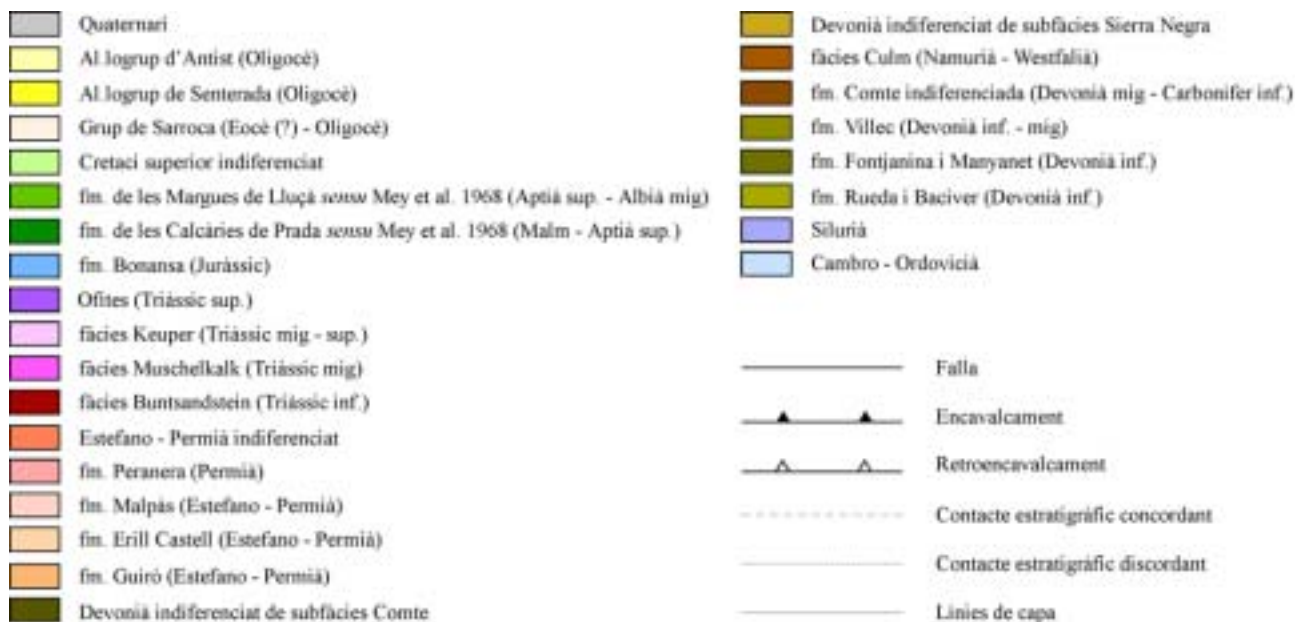 Quaternari
Al.logrup d'Antist (Oligocè)
Al.logrup de Senterada (Oligocè)
Grup de Sarroca (Eocè (?) - Oligocè)
Cretaci superior indiferenciat
fm. de les Margues de Lluçà sensu Mey et al. 1968 (Aptià sup. - Albià mig)
fm. de les Calcàries de Prada sensu Mey et al. 1968 (Malm - Aptià sup.)
fm. Bonansa (Juràssic)
Ofites (Triàssic sup.)
fàcies Keuper (Triàssic mig - sup.)
fàcies Muschelkalk (Triàssic mig)
fàcies Buntsandstein (Triàssic inf.)
Estefano - Permià indiferenciat
fm. Peranera (Permià)
fm. Malpàs (Estefano - Permià)
fm. Erill Castell (Estefano - Permià)
fm. Guiró (Estefano - Permià)
Devonià indiferenciat de subfàcies Comte
Devonià indiferenciat de subfàcies Sierra Negra
fàcies Culm (Namurià - Westfalià)
fm. Comte indiferenciada (Devonià mig - Carbonífer inf.)
fm. Villec (Devonià inf. - mig)
fm. Fontjanina i Manyanet (Devonià inf.)
fm. Rueda i Baciver (Devonià inf.)
Silurià
Cambro - Ordovicià
Falla
Encavalcament
Retroencavalcament
Contacte estratigràfic concordant
Contacte estratigràfic discordant
Línies de capa